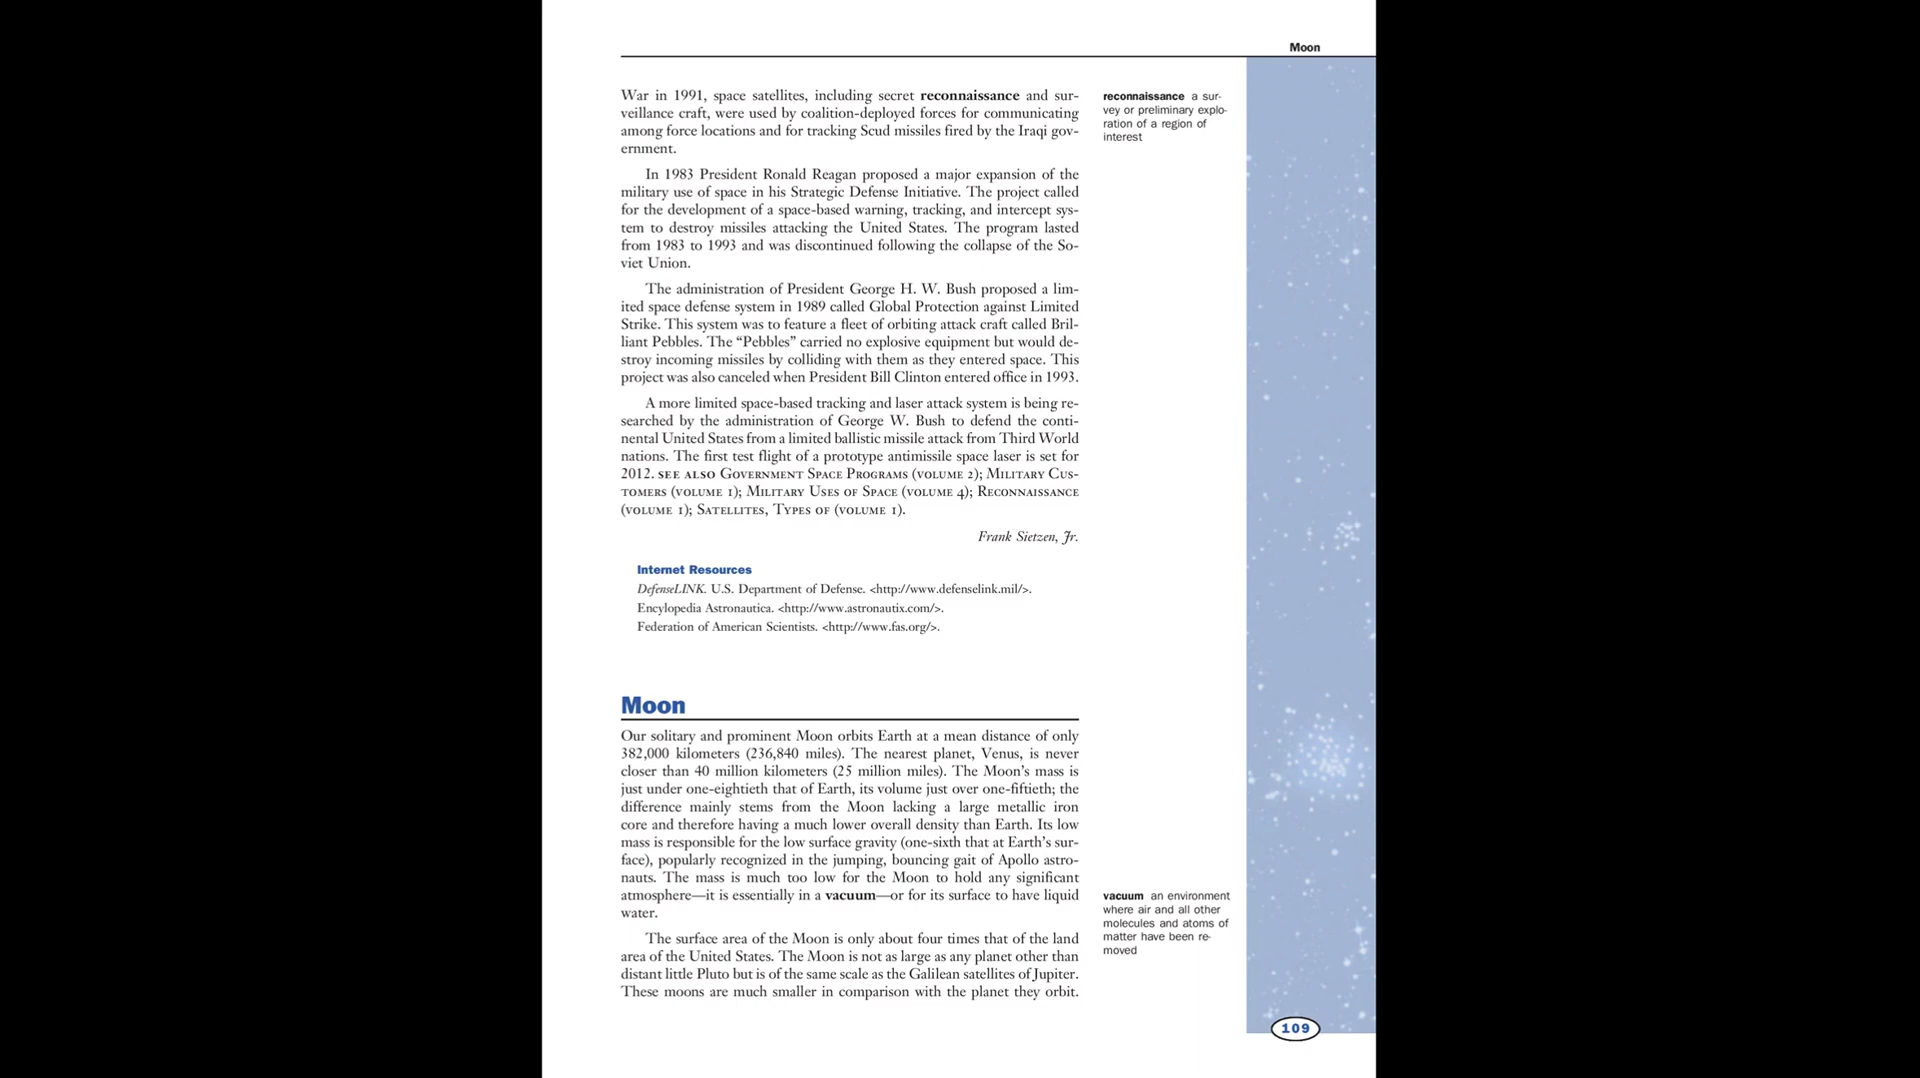 Moon
War in 1991, space satellites, including secret reconnaissance and sur-
veillance craft, were used by coalition-deployed forces for communicating
among force locations and for tracking Scud missiles fired by the Iraqi gov-
ernment.
reconnaissance a sur-
vey or preliminary explo-
ration of a region of
interest
In 1983 President Ronald Reagan proposed a major expansion of the
military use of space in his Strategic Defense Initiative. The project called
for the development of a space-based warning, tracking, and intercept sys-
tem to destroy missiles attacking the United States. The program lasted
from 1983 to 1993 and was discontinued following the collapse of the So-
viet Union.
The administration of President George H. W. Bush proposed a lim-
ited space defense system in 1989 called Global Protection against Limited
Strike. This system was to feature a fleet of orbiting attack craft called Bril-
liant Pebbles. The “Pebbles” carried no explosive equipment but would de-
stroy incoming missiles by colliding with them as they entered space. This
project was also canceled when President Bill Clinton entered office in 1993.
A more limited space-based tracking and laser attack system is being re-
searched by the administration of George W. Bush to defend the conti-
nental United States from a limited ballistic missile attack from Third World
nations. The first test flight of a prototype antimissile space laser is set for
2012. SEE ALSO Government Space Programs (volume 2); Military Cus-
tomers (volume 1); Military Uses of Space (volume 4); Reconnaissance
(volume 1); Satellites, Types of (volume 1).
Frank Sietzen, Jr.
Internet Resources
DefenseLINK. U.S. Department of Defense. <http://www.defenselink.mil/>.
Encylopedia Astronautica. <http://www.astronautix.com/>.
Federation of American Scientists. <http://www.fas.org/>.
Moon
Our solitary and prominent Moon orbits Earth at a mean distance of only
382,000 kilometers (236,840 miles). The nearest planet, Venus, is never
closer than 40 million kilometers (25 million miles). The Moon’s mass is
just under one-eightieth that of Earth, its volume just over one-fiftieth; the
difference mainly stems from the Moon lacking a large metallic iron
core and therefore having a much lower overall density than Earth. Its low
mass is responsible for the low surface gravity (one-sixth that at Earth’s sur-
face), popularly recognized in the jumping, bouncing gait of Apollo astro-
nauts. The mass is much too low for the Moon to hold any significant
atmosphere—it is essentially in a vacuum—or for its surface to have liquid
water.
vacuum an environment
where air and all other
molecules and atoms of
matter have been re-
moved
The surface area of the Moon is only about four times that of the land
area of the United States. The Moon is not as large as any planet other than
distant little Pluto but is of the same scale as the Galilean satellites of Jupiter.
These moons are much smaller in comparison with the planet they orbit.
109